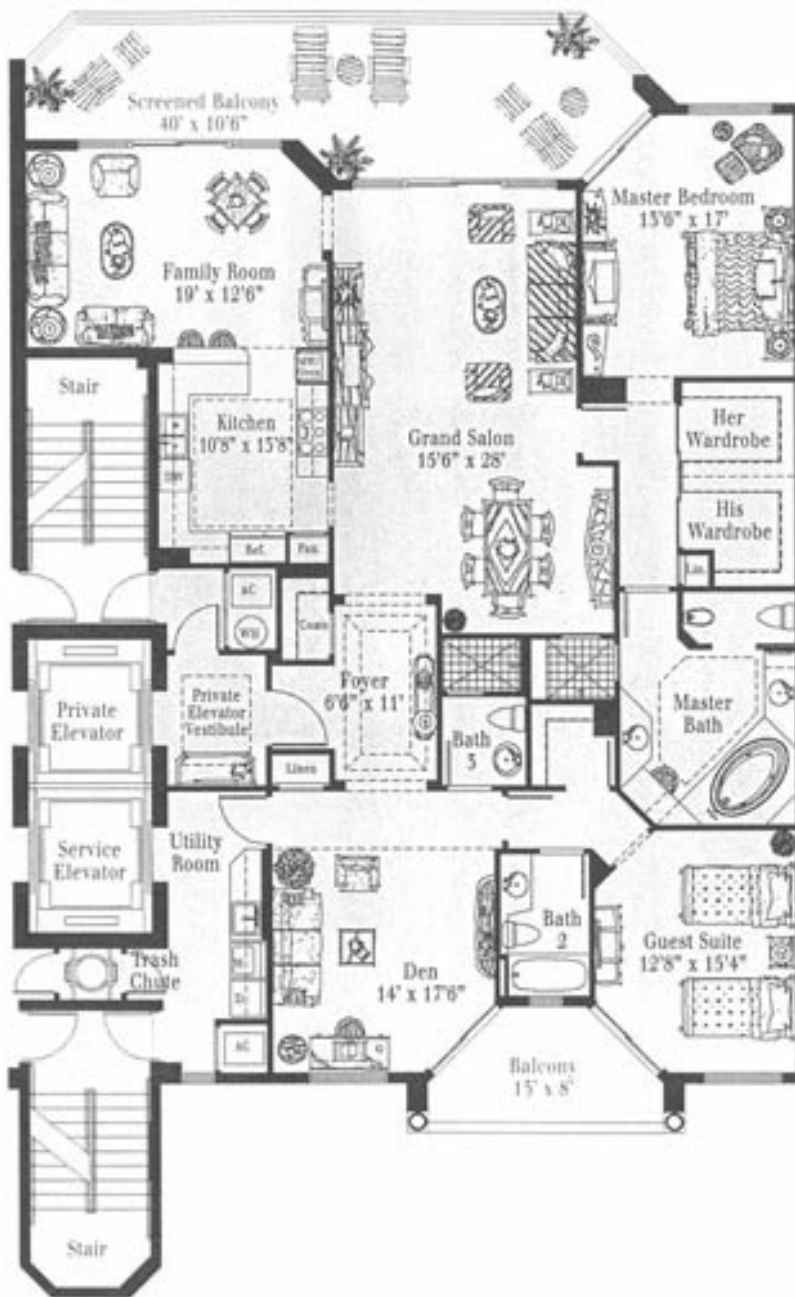 Screened Balcony
40' x 10'6"
Master Bedroom
13'6" x 17'
Family Room
19' x 12'6"
Stair
Kitchen
10'8" x 15'8"
DW
Ref.
Pan.
Grand Salon
15'6" x 28'
Her
Wardrobe
His
Wardrobe
Lin.
AC
WH
Coats
Foyer
6'6" x 11'
Private
Elevator
Private
Elevator
Vestibule
Linen
Bath
3
Master
Bath
Service
Elevator
Utility
Room
Trash
Chute
W
D
AC
Den
14' x 17'6"
Bath
2
Guest Suite
12'8" x 15'4"
Balcony
15' x 8'
Stair